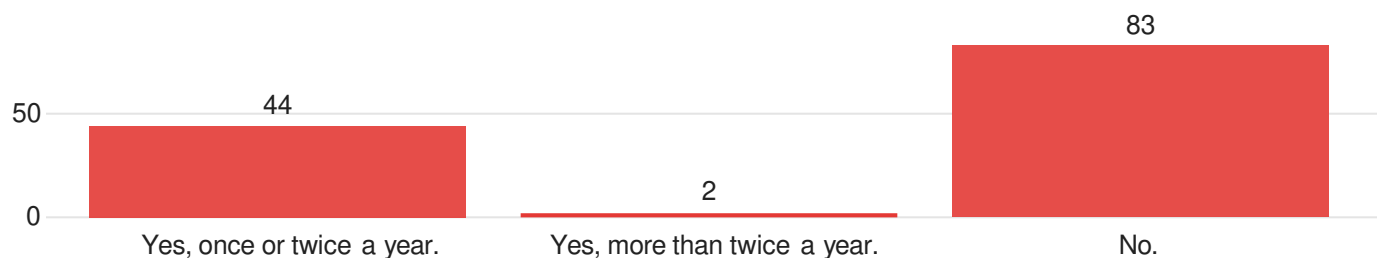 83
44
50
2
0
Yes, once or twice a year.
Yes, more than twice a year.
No.